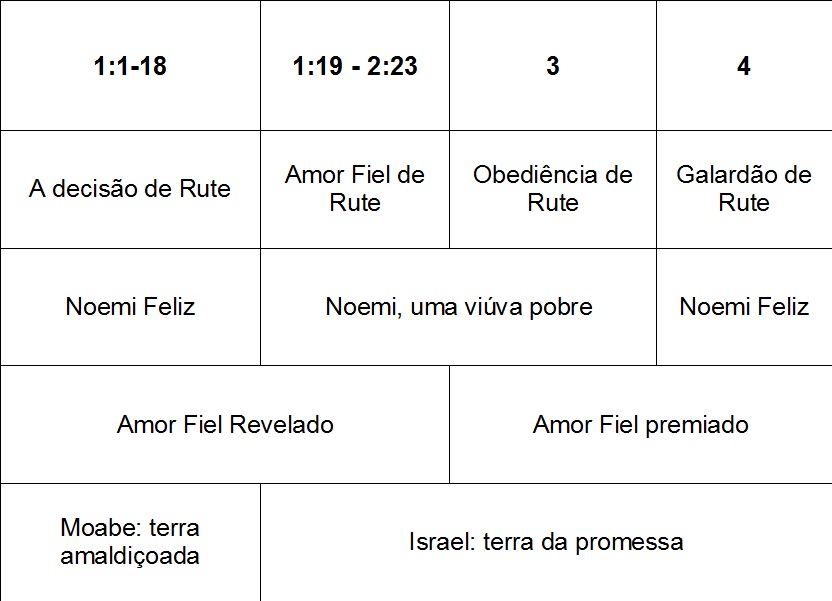 1:1-18
1:19 - 2:23
3
4
A decisão de Rute
Amor Fiel de
Rute
Obediência de
Rute
Galardão de
Rute
Noemi Feliz
Noemi, uma viúva pobre
Noemi Feliz
Amor Fiel Revelado
Amor Fiel premiado
Moabe: terra
amaldiçoada
Israel: terra da promessa